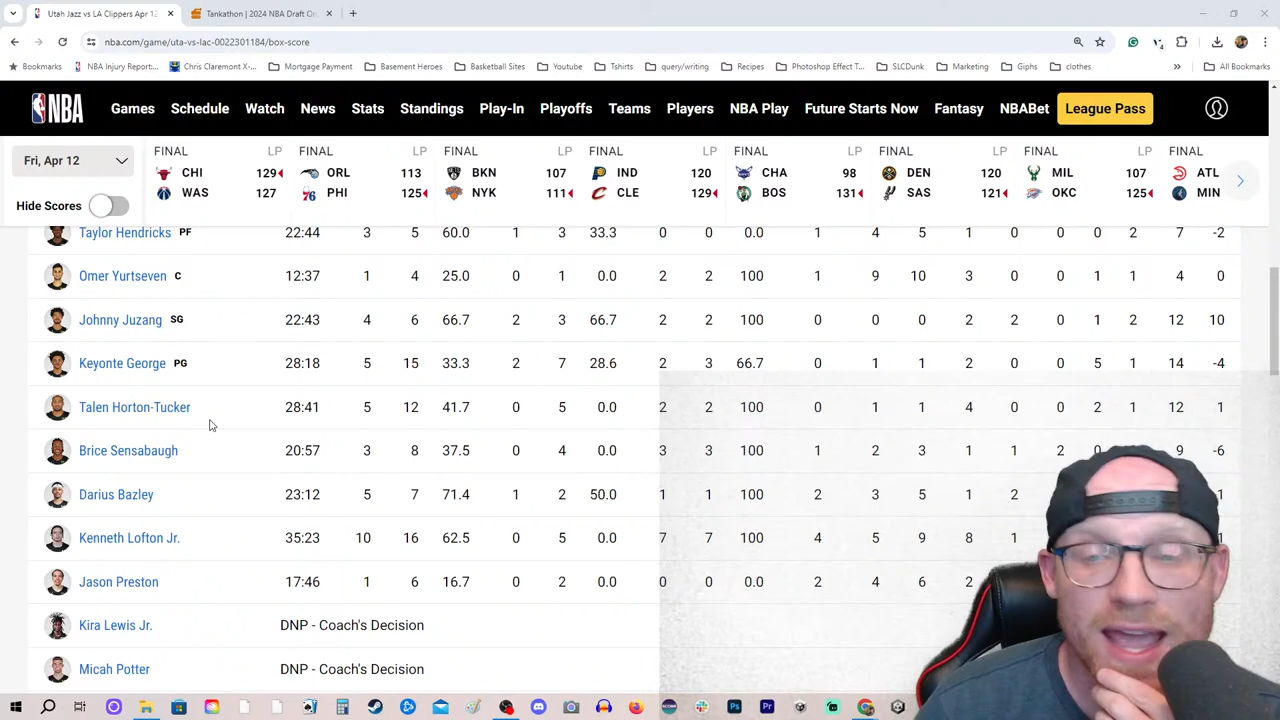 Utah Jazz vs LA Clippers Apr 12
Tankathon | 2024 NBA Draft Or
nba.com/game/uta-vs-lac-0022301184/box-score
Bookmarks NBA Injury Report:... Chris Claremont X-... Mortgage Payment Basement Heroes Basketball Sites Youtube Tshirts query/writing Recipes Photoshop Effect T... SLCDunk Marketing Giphs clothes » All Bookmarks
NBA Games Schedule Watch News Stats Standings Play-In Playoffs Teams Players NBA Play Future Starts Now Fantasy NBABet League Pass
Fri, Apr 12
Hide Scores
FINAL LP
CHI 129
WAS 127
FINAL LP
ORL 113
PHI 125
FINAL LP
BKN 107
NYK 111
FINAL LP
IND 120
CLE 129
FINAL LP
CHA 98
BOS 131
FINAL LP
DEN 120
SAS 121
FINAL LP
MIL 107
OKC 125
FINAL
ATL
MIN
Taylor Hendricks PF 22:44 3 5 60.0 1 3 33.3 0 0 0.0 1 4 5 1 0 0 0 2 7 -2
Omer Yurtseven C 12:37 1 4 25.0 0 1 0.0 2 2 100 1 9 10 3 0 0 1 1 4 0
Johnny Juzang SG 22:43 4 6 66.7 2 3 66.7 2 2 100 0 0 0 2 2 0 1 2 12 10
Keyonte George PG 28:18 5 15 33.3 2 7 28.6 2 3 66.7 0 1 1 2 0 0 5 1 14 -4
Talen Horton-Tucker 28:41 5 12 41.7 0 5 0.0 2 2 100 0 1 1 4 0 0 2 1 12 1
Brice Sensabaugh 20:57 3 8 37.5 0 4 0.0 3 3 100 1 2 3 1 1 2 0 9 -6
Darius Bazley 23:12 5 7 71.4 1 2 50.0 1 1 100 2 3 5 1 2 1
Kenneth Lofton Jr. 35:23 10 16 62.5 0 5 0.0 7 7 100 4 5 9 8 1 1
Jason Preston 17:46 1 6 16.7 0 2 0.0 0 0 0.0 2 4 6 2
Kira Lewis Jr. DNP - Coach's Decision
Micah Potter DNP - Coach's Decision